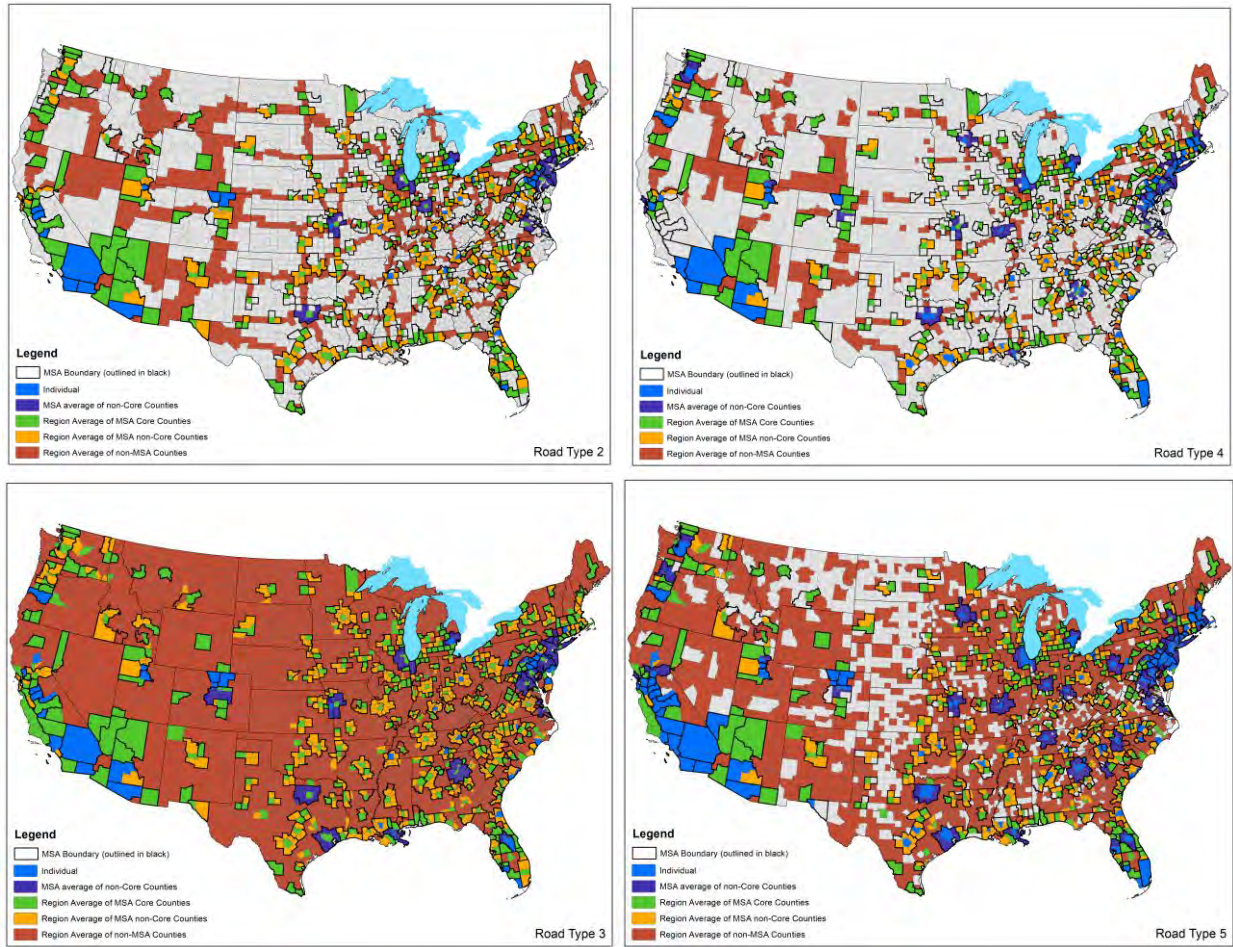 Legend
MSA Boundary (outlined in black)
Individual
MSA average of non-Core Counties
Region Average of MSA Core Counties
Region Average of MSA non-Core Counties
Region Average of non-MSA Counties
Road Type 2
Legend
MSA Boundary (outlined in black)
Individual
MSA average of non-Core Counties
Region Average of MSA Core Counties
Region Average of MSA non-Core Counties
Region Average of non-MSA Counties
Road Type 4
Legend
MSA Boundary (outlined in black)
Individual
MSA average of non-Core Counties
Region Average of MSA Core Counties
Region Average of MSA non-Core Counties
Region Average of non-MSA Counties
Road Type 3
Legend
MSA Boundary (outlined in black)
Individual
MSA average of non-Core Counties
Region Average of MSA Core Counties
Region Average of MSA non-Core Counties
Region Average of non-MSA Counties
Road Type 5